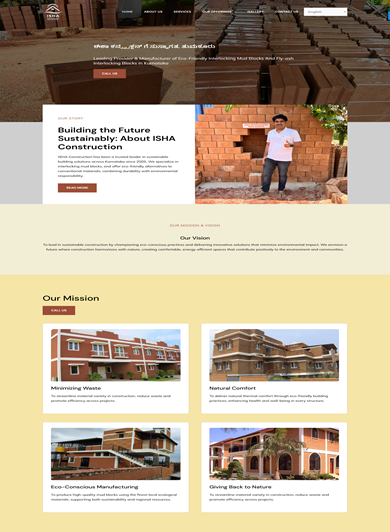 ISHA
HOME ABOUT US SERVICES OUR OFFERINGS GALLERY CONTACT US English
Leading Provider & Manufacturer of Eco-Friendly Interlocking Mud Blocks And Fly-ash
Interlocking Blocks in Karnataka
CALL US
OUR STORY
Building the Future
Sustainably: About ISHA
Construction
ISHA Construction has been a trusted leader in sustainable
building solutions across Karnataka since 2005. We specialize in
interlocking mud blocks, and offer eco-friendly alternatives to
conventional materials, combining durability with environmental
responsibility.
READ MORE
OUR MISSION & VISION
Our Vision
To lead in sustainable construction by championing eco-conscious practices and delivering innovative solutions that minimize environmental impact. We envision a
future where construction harmonizes with nature, creating comfortable, energy-efficient spaces that contribute positively to the environment and communities.
Our Mission
CALL US
Minimizing Waste
To streamline material variety in construction, reduce waste and
promote efficiency across projects.
Natural Comfort
To deliver natural thermal comfort through eco-friendly building
practices, enhancing health and well-being in every structure.
Eco-Conscious Manufacturing
To produce high-quality mud blocks using the finest local ecological
materials, supporting both sustainability and regional resources.
Giving Back to Nature
To streamline material variety in construction, reduce waste and
promote efficiency across projects.